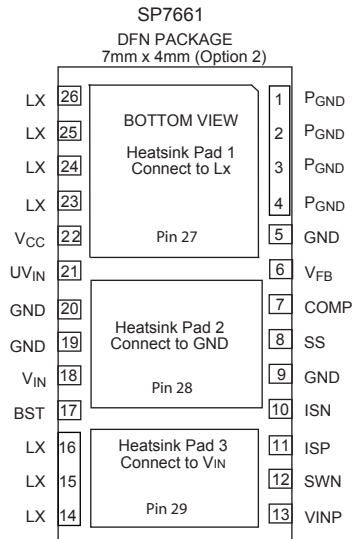 SP7661
DFN PACKAGE
7mm x 4mm (Option 2)
BOTTOM VIEW
Heatsink Pad 1
Connect to Lx
Pin 27
Heatsink Pad 2
Connect to GND
Pin 28
Heatsink Pad 3
Connect to VIN
Pin 29
LX 26
LX 25
LX 24
LX 23
VCC 22
UVIN 21
GND 20
GND 19
VIN 18
BST 17
LX 16
LX 15
LX 14
1 PGND
2 PGND
3 PGND
4 PGND
5 GND
6 VFB
7 COMP
8 SS
9 GND
10 ISN
11 ISP
12 SWN
13 VINP